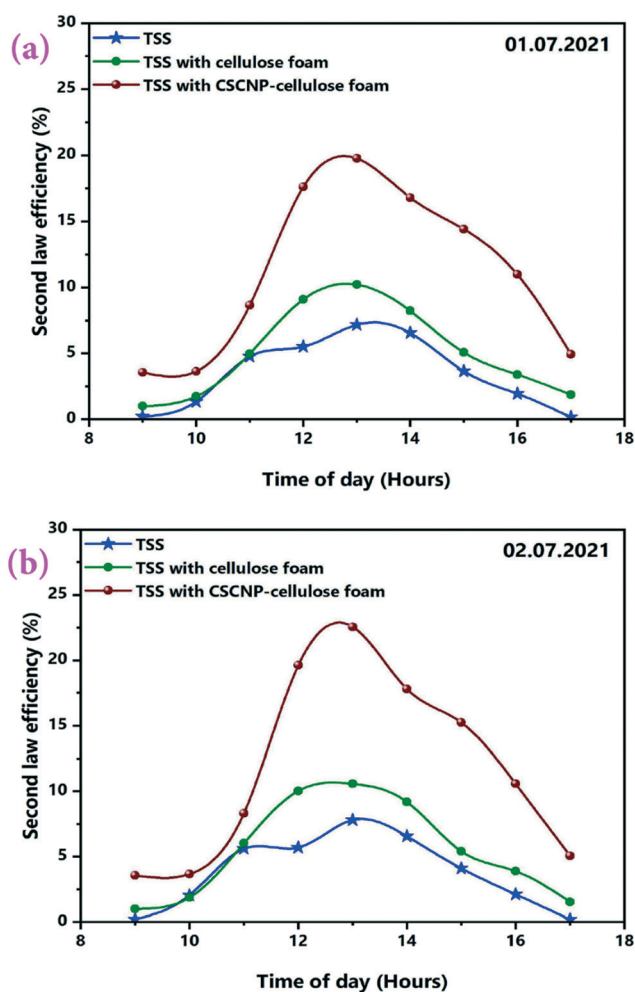 (a)
01.07.2021
TSS
TSS with cellulose foam
TSS with CSCNP-cellulose foam
Second law efficiency (%)
30
25
20
15
10
5
0
8 10 12 14 16 18
Time of day (Hours)
(b)
02.07.2021
TSS
TSS with cellulose foam
TSS with CSCNP-cellulose foam
Second law efficiency (%)
30
25
20
15
10
5
0
8 10 12 14 16 18
Time of day (Hours)